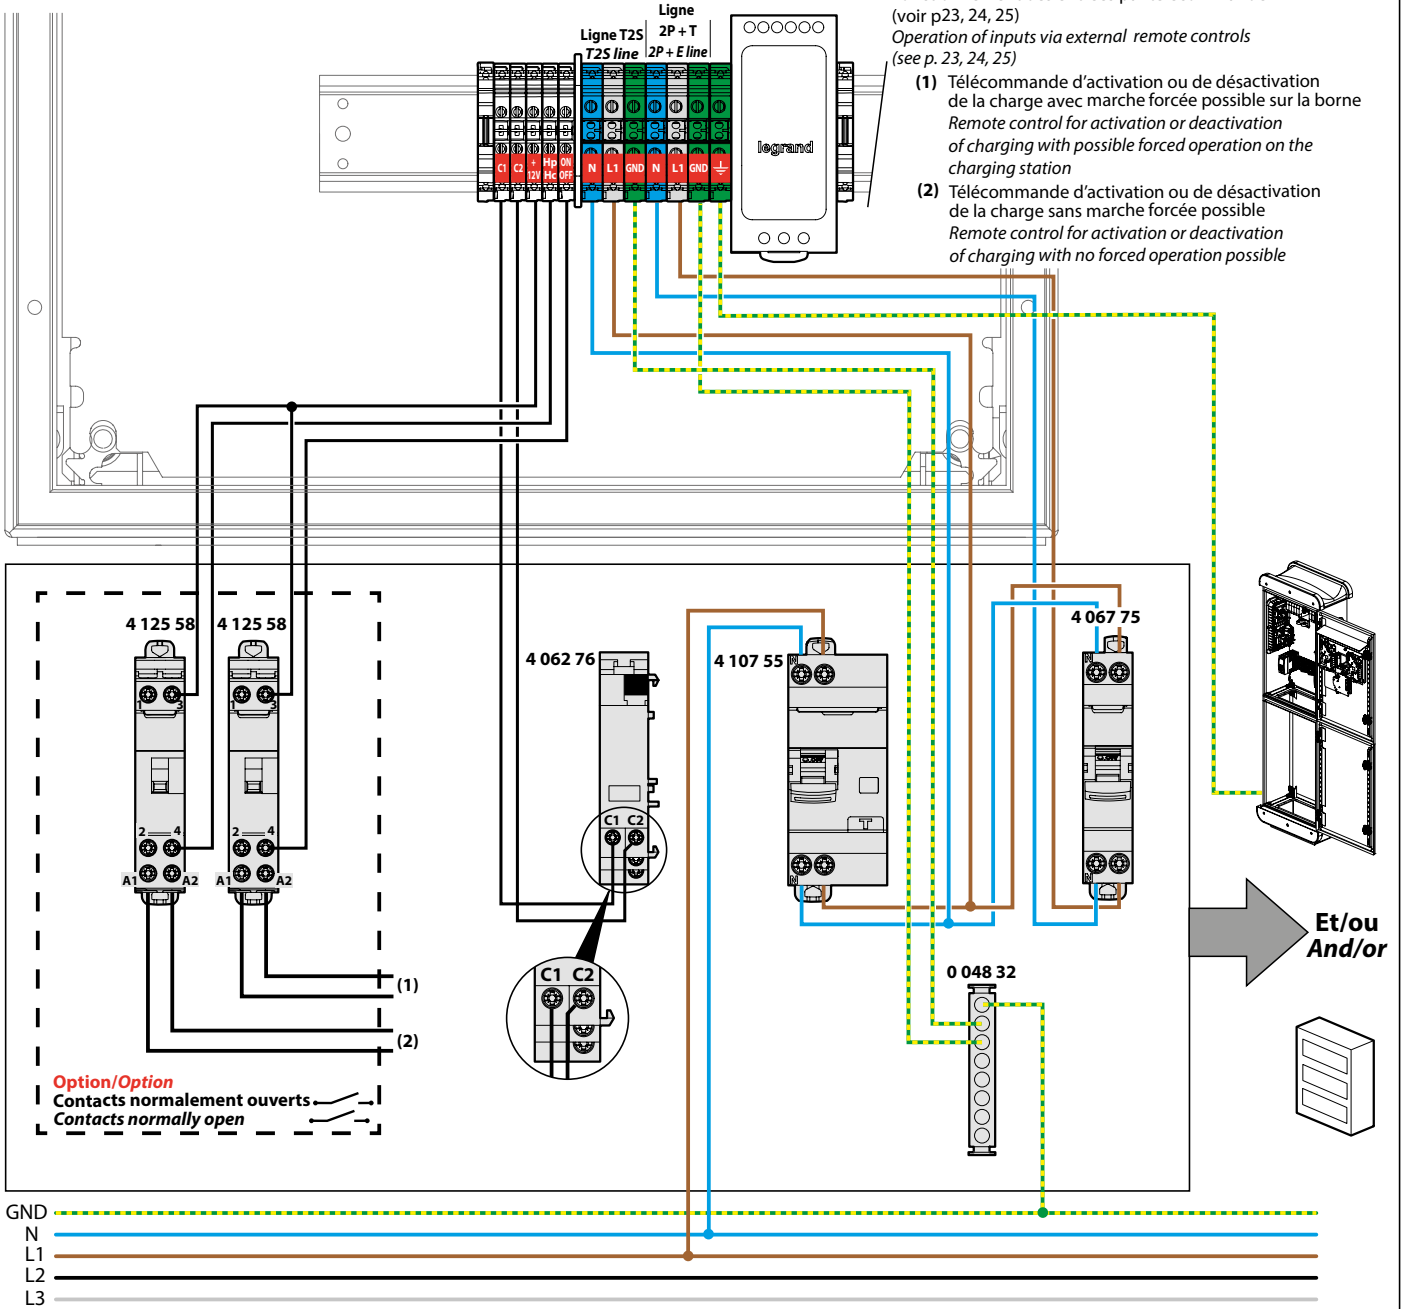 (voir p23, 24, 25)
Operation of inputs via external remote controls
(see p. 23, 24, 25)
(1) Télécommande d'activation ou de désactivation
de la charge avec marche forcée possible sur la borne
Remote control for activation or deactivation
of charging with possible forced operation on the
charging station
(2) Télécommande d'activation ou de désactivation
de la charge sans marche forcée possible
Remote control for activation or deactivation
of charging with no forced operation possible
Ligne T2S
T2S line
Ligne
2P + T
2P + E line
C1 C2 + 12V Hp Hc ON OFF N L1 GND N L1 GND
legrand
4 125 58
4 125 58
1 3
1 3
2 4
2 4
A1 A2
A1 A2
(1)
(2)
Option/Option
Contacts normalement ouverts
Contacts normally open
4 062 76
C1 C2
C1 C2
4 107 55
N
N
4 067 75
N
N
0 048 32
Et/ou
And/or
GND
N
L1
L2
L3